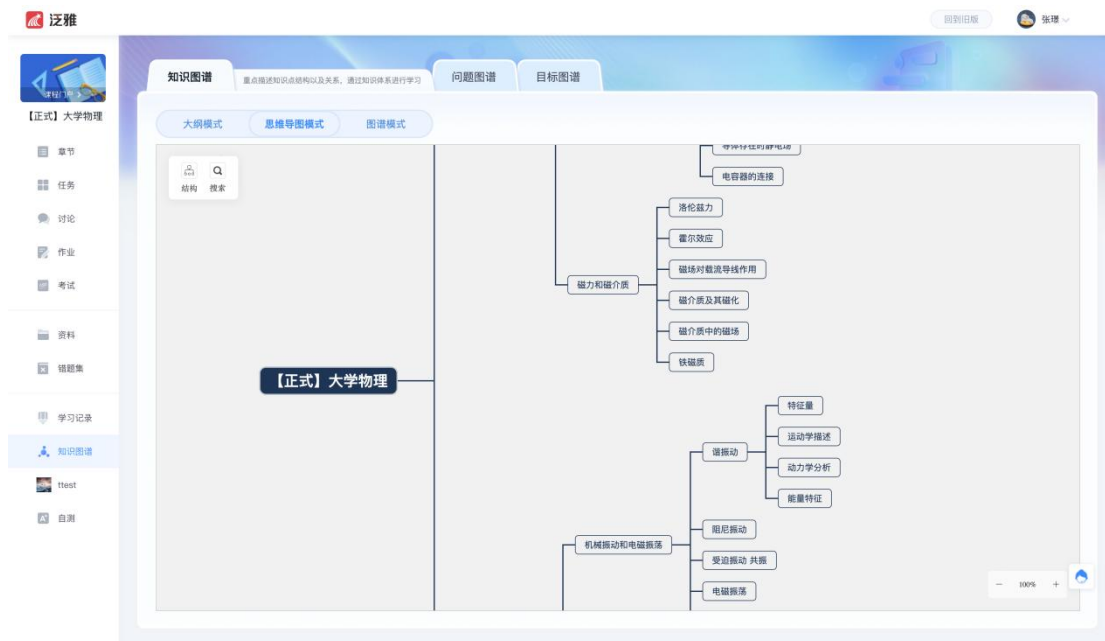 泛雅
回到旧版
张璟
课程门户 >
【正式】大学物理
章节
任务
讨论
作业
考试
资料
错题集
学习记录
知识图谱
ttest
自测
知识图谱
重点描述知识点结构以及关系，通过知识体系进行学习
问题图谱
目标图谱
大纲模式
思维导图模式
图谱模式
结构
搜索
导体存在时静电场
电容器的连接
洛伦兹力
霍尔效应
磁场对载流导线作用
磁力和磁介质
磁介质及其磁化
磁介质中的磁场
铁磁质
【正式】大学物理
特征量
运动学描述
谐振动
动力学分析
能量特征
阻尼振动
机械振动和电磁振荡
受迫振动 共振
电磁振荡
− 100% +